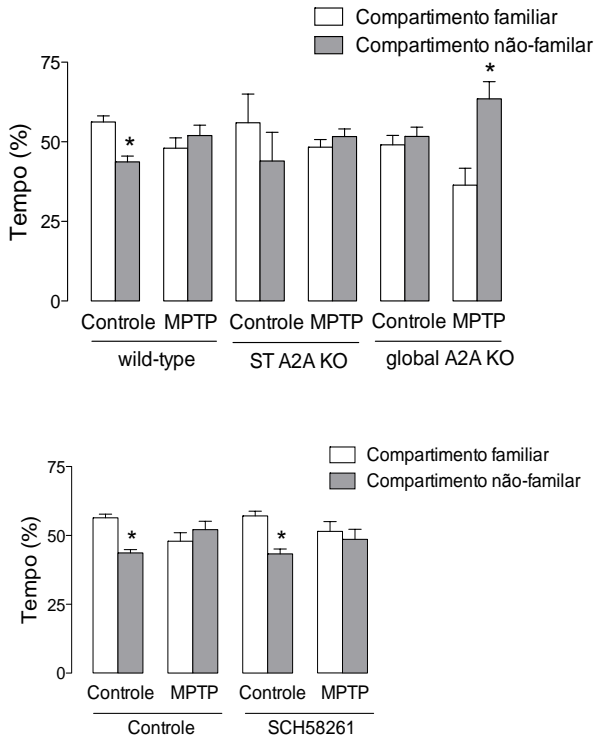 Compartimento familiar
Compartimento não-familar
75
50
25
0
Tempo (%)
*
*
Controle MPTP Controle MPTP Controle MPTP
wild-type ST A2A KO global A2A KO
Compartimento familiar
Compartimento não-familar
75
50
25
0
Tempo (%)
*
*
Controle MPTP Controle MPTP
Controle SCH58261